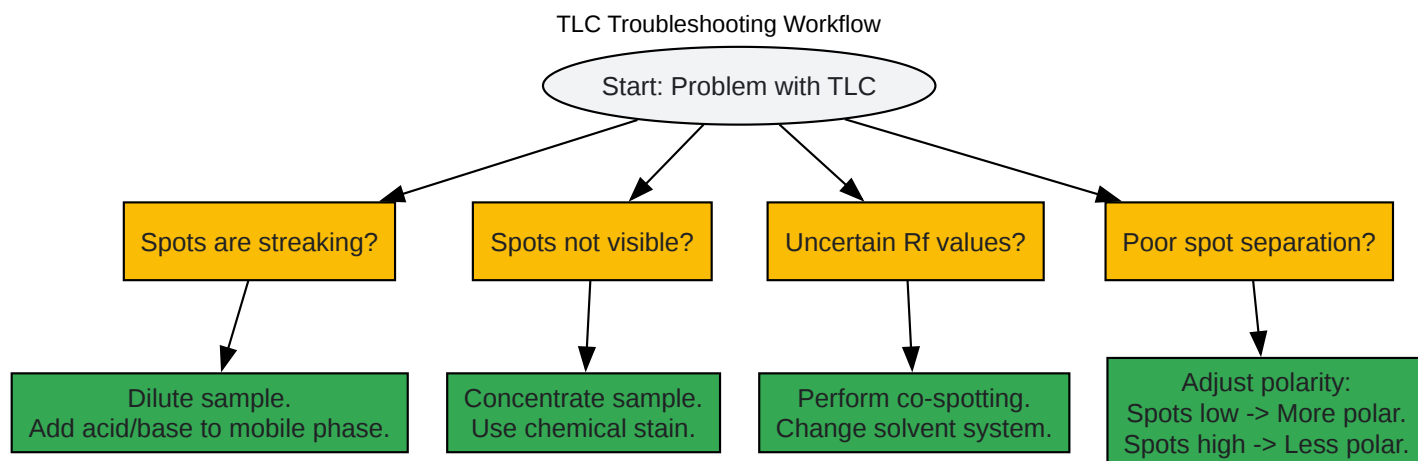 TLC Troubleshooting Workflow
Start: Problem with TLC
Spots are streaking?
Spots not visible?
Uncertain Rf values?
Poor spot separation?
Dilute sample.
Add acid/base to mobile phase.
Concentrate sample.
Use chemical stain.
Perform co-spotting.
Change solvent system.
Adjust polarity:
Spots low -> More polar.
Spots high -> Less polar.